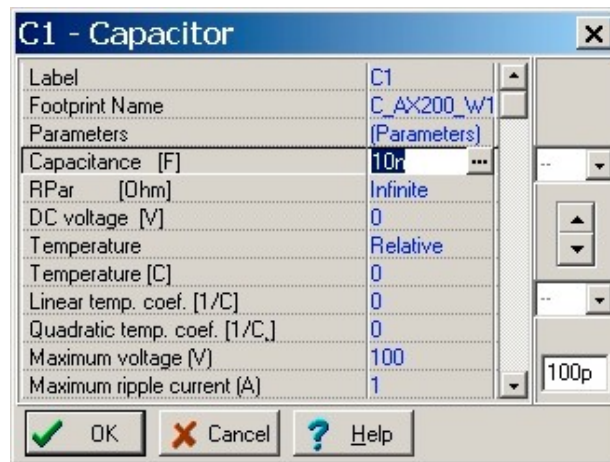 C1 - Capacitor
Label C1
Footprint Name C_AX200_W1
Parameters (Parameters)
Capacitance [F] 10n ...
RPar [Ohm] Infinite
DC voltage [V] 0
Temperature Relative
Temperature [C] 0
Linear temp. coef. [1/C] 0
Quadratic temp. coef. [1/C˛] 0
Maximum voltage (V) 100
Maximum ripple current (A) 1
--
--
100p
OK Cancel Help